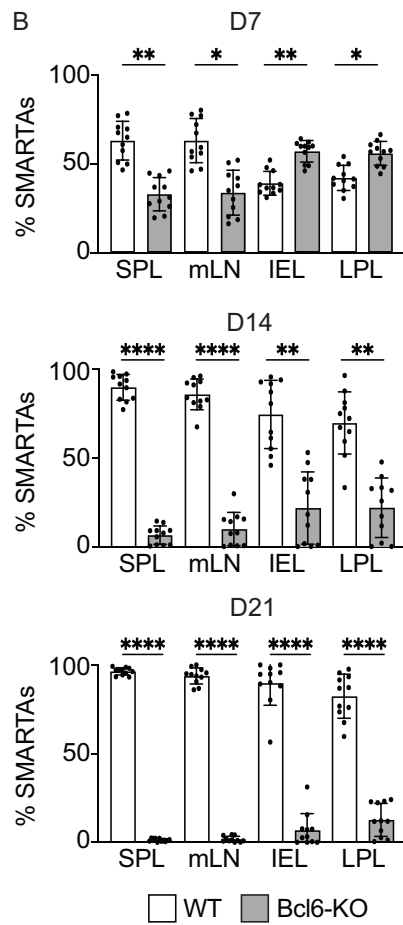 B
D7
** * ** *
100
50
0
% SMARTAs
SPL mLN IEL LPL
D14
**** **** ** **
100
50
0
% SMARTAs
SPL mLN IEL LPL
D21
**** **** **** ****
100
50
0
% SMARTAs
SPL mLN IEL LPL
WT Bcl6-KO